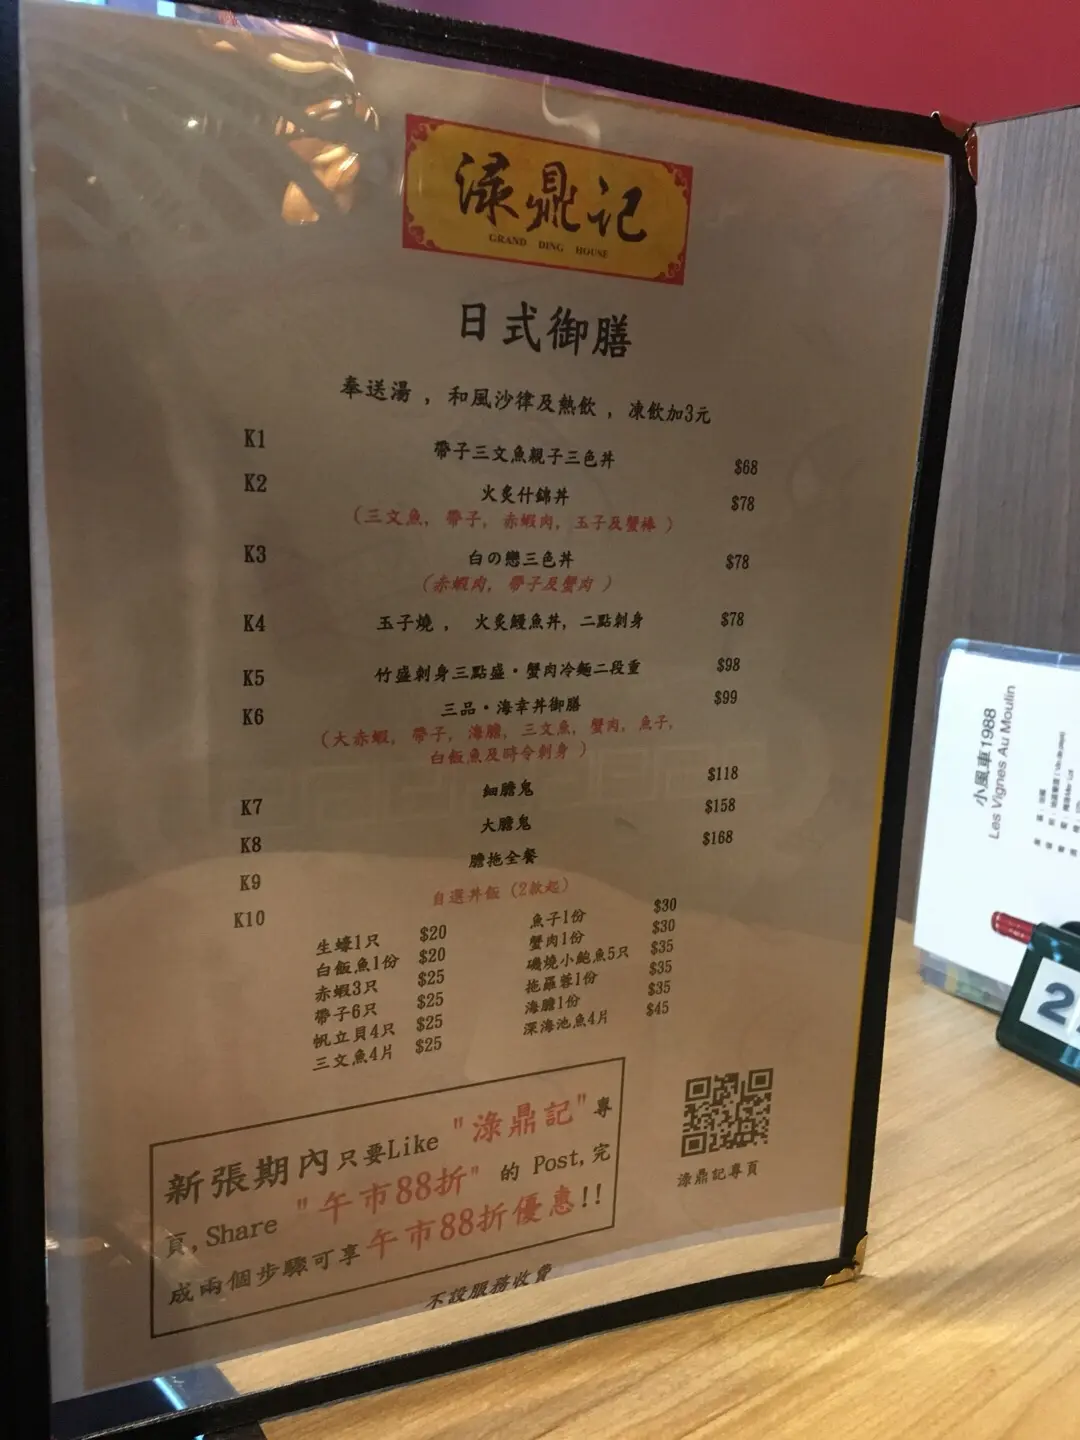 淥鼎記
GRAND DING HOUSE
日式御膳
奉送湯，和風沙律及熱飲，凍飲加3元
K1 帶子三文魚親子三色丼 $68
K2 火炙什錦丼 $78
（三文魚, 帶子, 赤蝦肉, 玉子及蟹棒）
K3 白の戀三色丼 $78
（赤蝦肉, 帶子及蟹肉）
K4 玉子燒， 火炙鰻魚丼, 二點刺身 $78
K5 竹盛刺身三點盛·蟹肉冷麵二段重 $98
K6 三品·海幸丼御膳 $99
（大赤蝦, 帶子, 海膽, 三文魚, 蟹肉, 魚子,
白飯魚及時令刺身）
K7 細膽鬼 $118
K8 大膽鬼 $158
K9 膽拖全餐 $168
K10 自選丼飯（2款起）
生蠔1只 $20
白飯魚1份 $20
赤蝦3只 $25
帶子6只 $25
帆立貝4只 $25
三文魚4片 $25
魚子1份 $30
蟹肉1份 $30
磯燒小鮑魚5只 $35
拖羅蓉1份 $35
海膽1份 $35
深海池魚4片 $45
新張期內只要Like "淥鼎記"專
頁, Share "午市88折" 的 Post, 完
成兩個步驟可享午市88折優惠!!
淥鼎記專頁
不設服務收費
小風車1988
Les Vignes Au Moulin
2